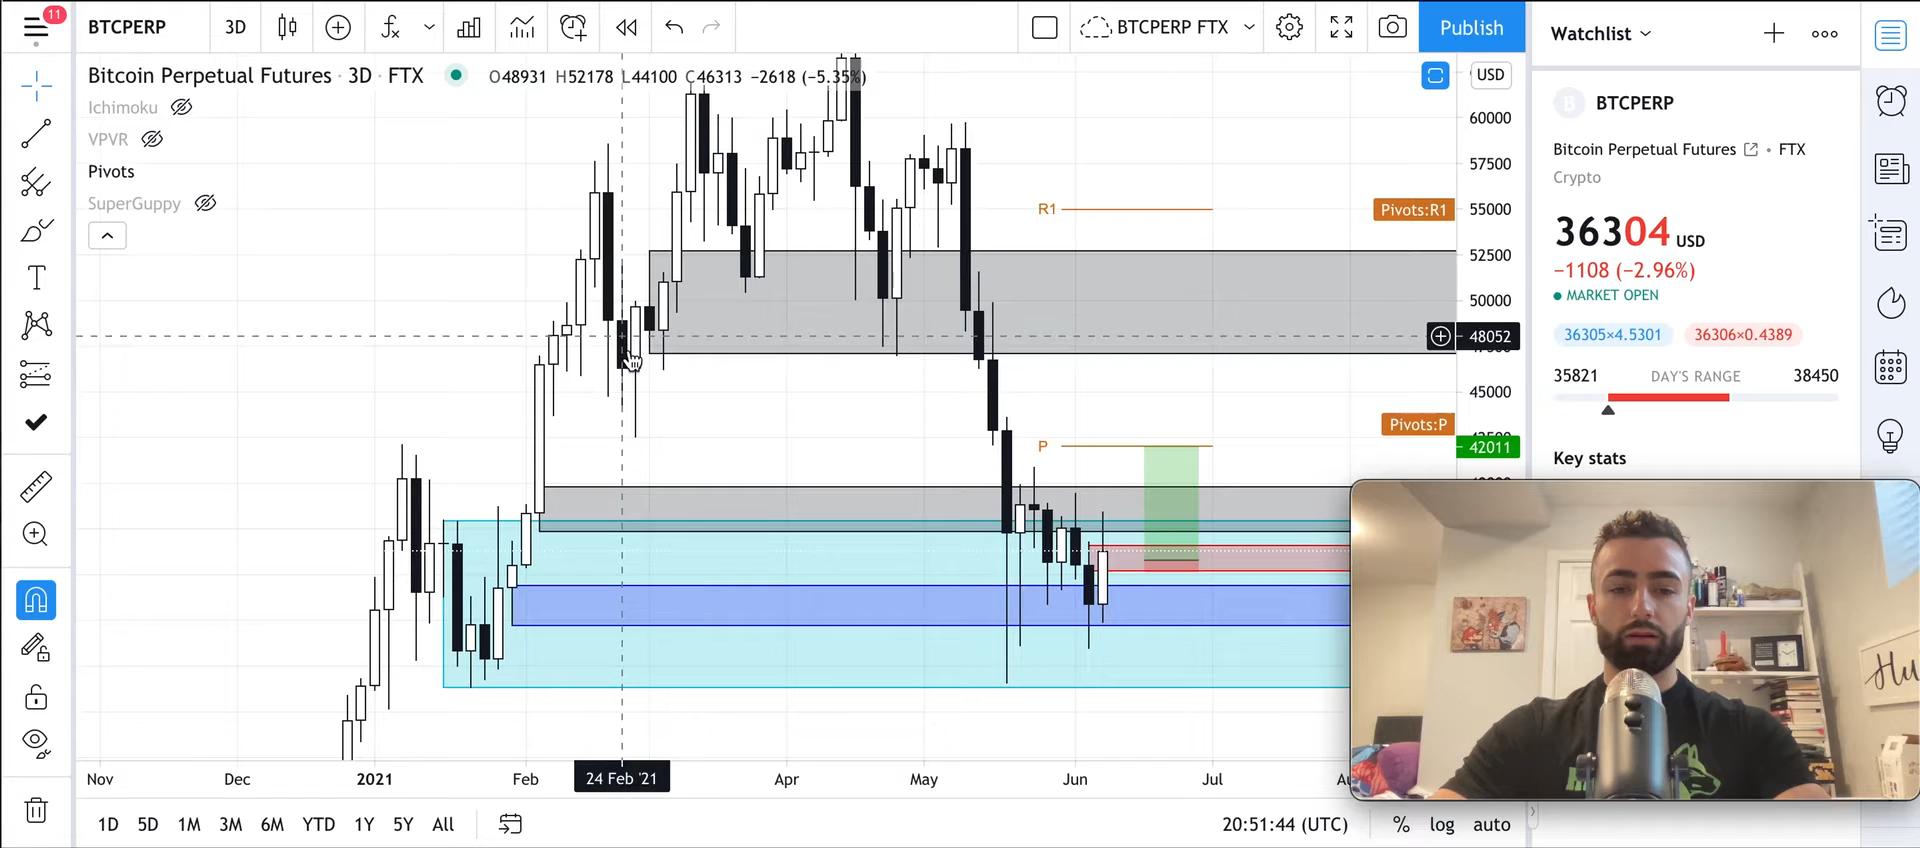 11
BTCPERP
3D
fx
BTCPERP FTX
Publish
Watchlist
Bitcoin Perpetual Futures · 3D · FTX
O48931 H52178 L44100 C46313 −2618 (−5.35%)
USD
Ichimoku
VPVR
Pivots
SuperGuppy
60000
57500
55000
52500
50000
48052
45000
42011
R1
Pivots:R1
P
Pivots:P
B
BTCPERP
Bitcoin Perpetual Futures • FTX
Crypto
36304 USD
−1108 (−2.96%)
MARKET OPEN
36305×4.5301
36306×0.4389
35821
DAY'S RANGE
38450
Key stats
Hu
Nov
Dec
2021
Feb
24 Feb '21
Apr
May
Jun
Jul
1D
5D
1M
3M
6M
YTD
1Y
5Y
All
20:51:44 (UTC)
%
log
auto